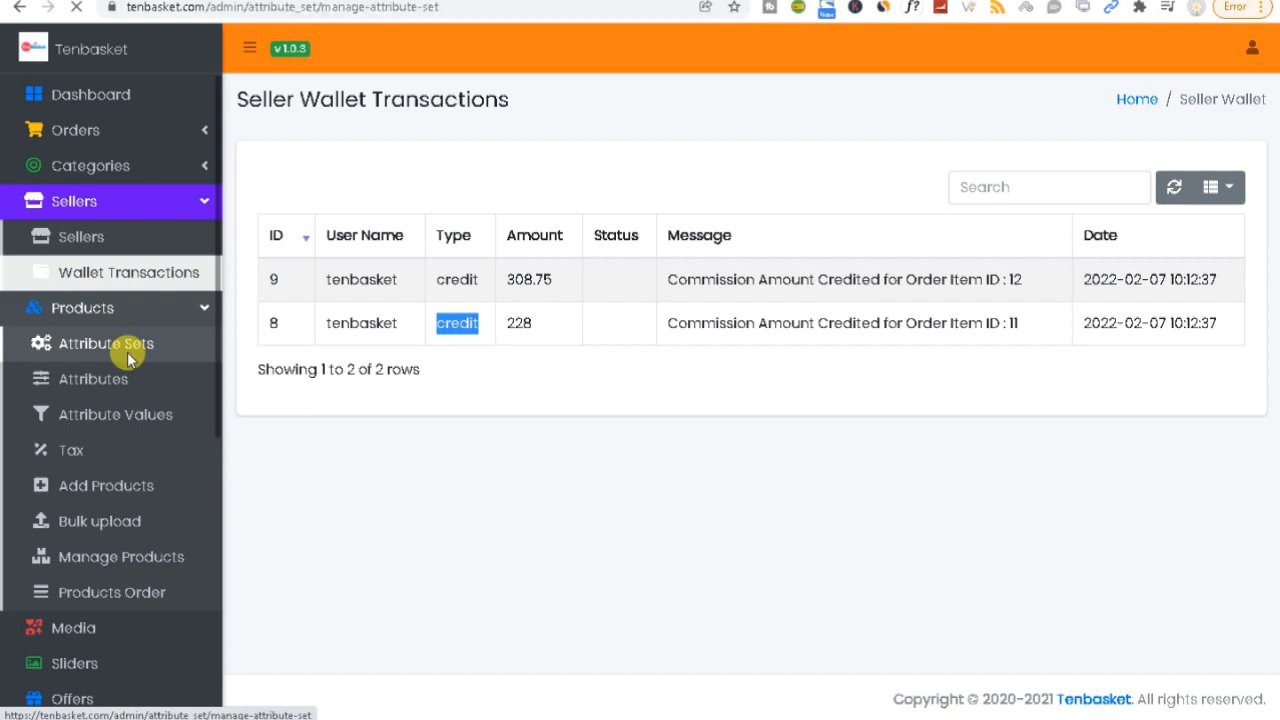 tenbasket.com/admin/attribute_set/manage-attribute-set
Error
Tenbasket
v 1.0.3
Dashboard
Orders
Categories
Sellers
Sellers
Wallet Transactions
Products
Attribute Sets
Attributes
Attribute Values
Tax
Add Products
Bulk upload
Manage Products
Products Order
Media
Sliders
Offers
Seller Wallet Transactions
Home / Seller Wallet
Search
ID User Name Type Amount Status Message Date
9 tenbasket credit 308.75 Commission Amount Credited for Order Item ID : 12 2022-02-07 10:12:37
8 tenbasket credit 228 Commission Amount Credited for Order Item ID : 11 2022-02-07 10:12:37
Showing 1 to 2 of 2 rows
Copyright © 2020-2021 Tenbasket. All rights reserved.
https://tenbasket.com/admin/attribute_set/manage-attribute-set